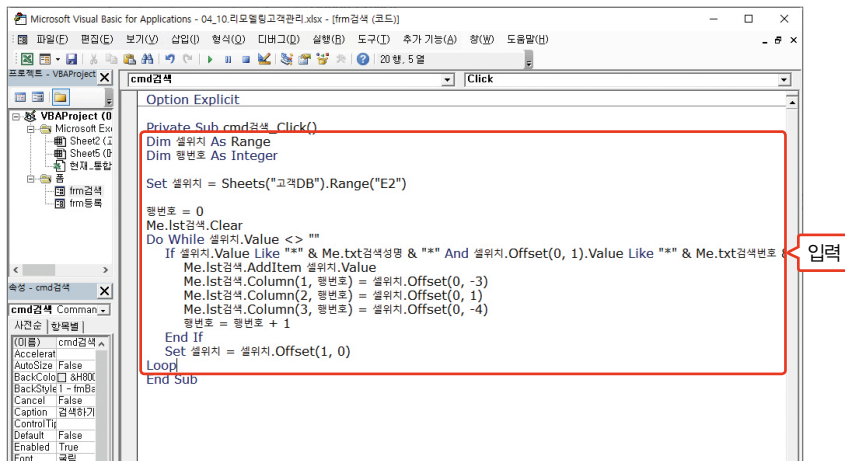 Microsoft Visual Basic for Applications - 04_10.리모델링고객관리.xlsx - [frm검색 (코드)]
파일(F) 편집(E) 보기(V) 삽입(I) 형식(O) 디버그(D) 실행(R) 도구(T) 추가 기능(A) 창(W) 도움말(H)
20행, 5열
프로젝트 - VBAProject
VBAProject (0
Microsoft Ex
Sheet2 (
Sheet5 (
현재_통합
폼
frm검색
frm등록
속성 - cmd검색
cmd검색 Comman
사전순 항목별
(이름) cmd검색
Accelerat
AutoSize False
BackColo &H800
BackStyle 1 - fmBa
Cancel False
Caption 검색하기
ControlTi
Default False
Enabled True
Font 굴림
cmd검색 Click
Option Explicit
Private Sub cmd검색_Click()
Dim 셀위치 As Range
Dim 행번호 As Integer
Set 셀위치 = Sheets("고객DB").Range("E2")
행번호 = 0
Me.lst검색.Clear
Do While 셀위치.Value <> ""
If 셀위치.Value Like "*" & Me.txt검색성명 & "*" And 셀위치.Offset(0, 1).Value Like "*" & Me.txt검색번호 &
Me.lst검색.AddItem 셀위치.Value
Me.lst검색.Column(1, 행번호) = 셀위치.Offset(0, -3)
Me.lst검색.Column(2, 행번호) = 셀위치.Offset(0, 1)
Me.lst검색.Column(3, 행번호) = 셀위치.Offset(0, -4)
행번호 = 행번호 + 1
End If
Set 셀위치 = 셀위치.Offset(1, 0)
Loop
End Sub
입력